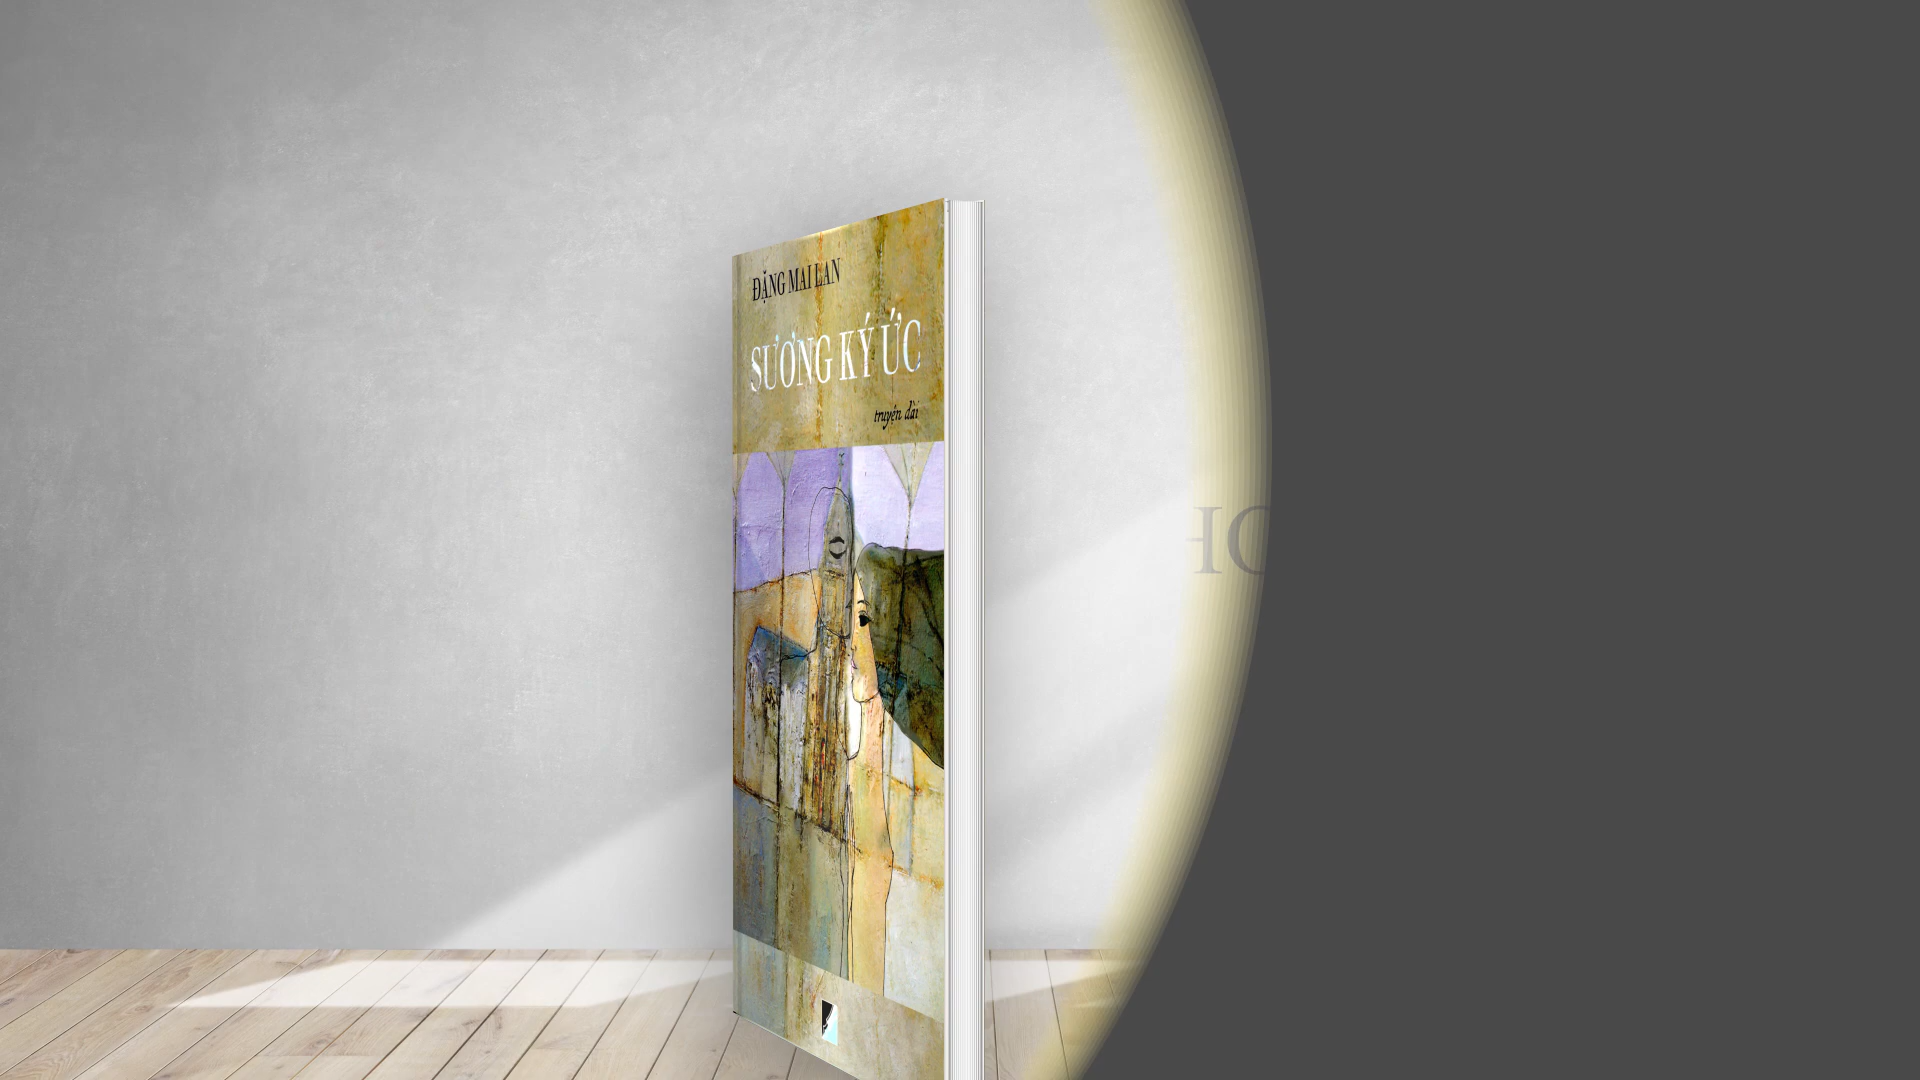 ĐẶNG MAI LAN
SƯƠNG KÝ ỨC
truyện dài